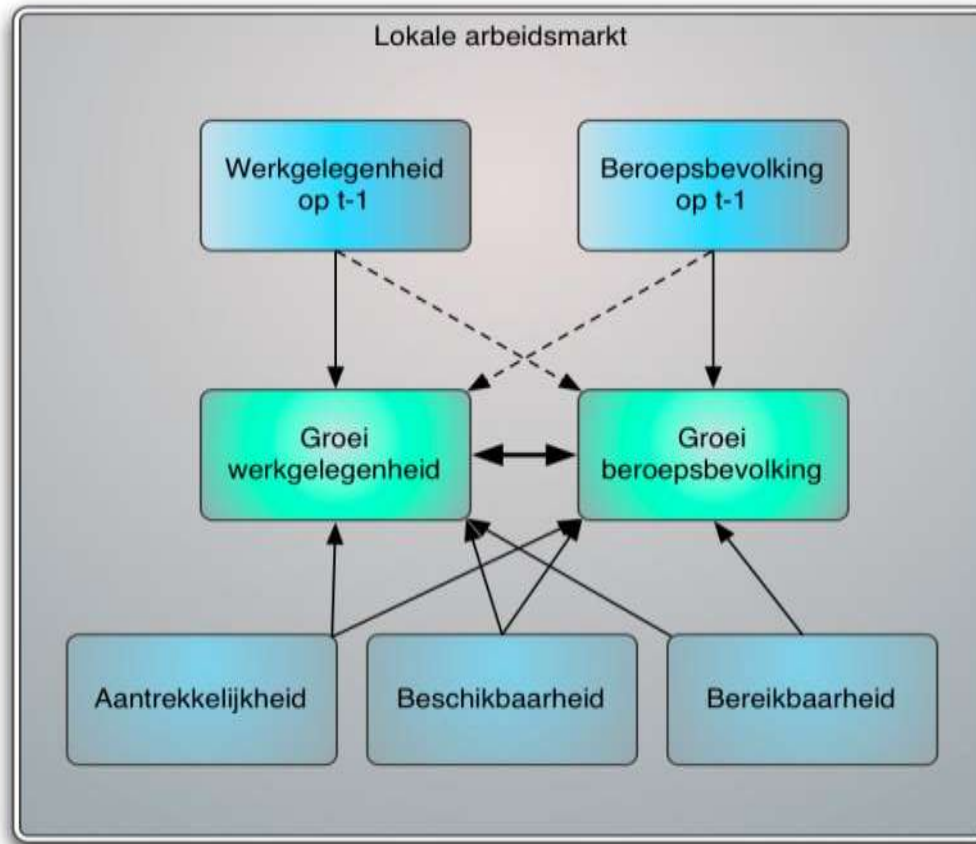 Lokale arbeidsmarkt
Werkgelegenheid
op t-1
Beroepsbevolking
op t-1
Groei
werkgelegenheid
Groei
beroepsbevolking
Aantrekkelijkheid
Beschikbaarheid
Bereikbaarheid